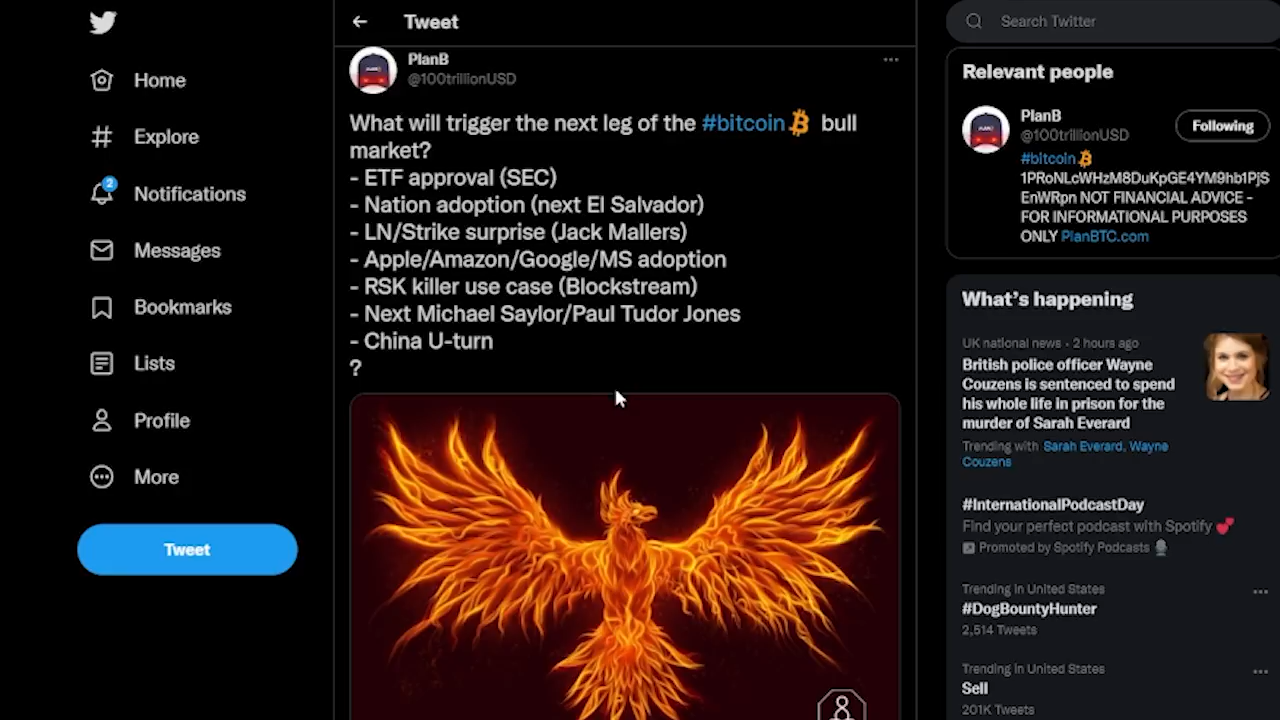 Home
Explore
2
Notifications
Messages
Bookmarks
Lists
Profile
More
Tweet
Tweet
PlanB
@100trillionUSD
What will trigger the next leg of the #bitcoin bull
market?
- ETF approval (SEC)
- Nation adoption (next El Salvador)
- LN/Strike surprise (Jack Mallers)
- Apple/Amazon/Google/MS adoption
- RSK killer use case (Blockstream)
- Next Michael Saylor/Paul Tudor Jones
- China U-turn
?
Search Twitter
Relevant people
PlanB
@100trillionUSD
Following
#bitcoin
1PRoNLcWHzM8DuKpGE4YM9hb1PjS
EnWRpn NOT FINANCIAL ADVICE -
FOR INFORMATIONAL PURPOSES
ONLY PlanBTC.com
What's happening
UK national news · 2 hours ago
British police officer Wayne
Couzens is sentenced to spend
his whole life in prison for the
murder of Sarah Everard
Trending with Sarah Everard, Wayne
Couzens
#InternationalPodcastDay
Find your perfect podcast with Spotify 💕
Promoted by Spotify Podcasts
Trending in United States
#DogBountyHunter
2,514 Tweets
Trending in United States
Sell
201K Tweets